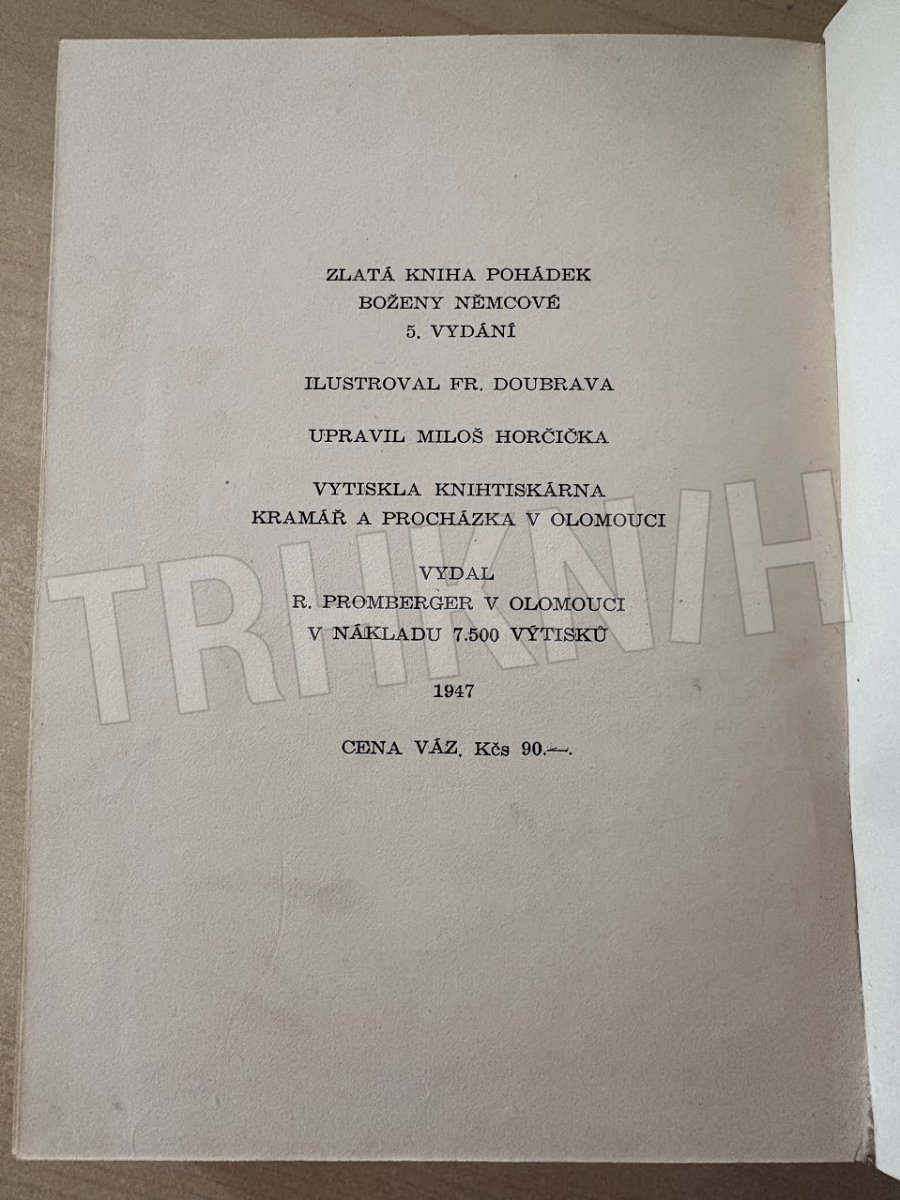 ZLATÁ KNIHA POHÁDEK
BOŽENY NĚMCOVÉ
5. VYDÁNÍ
ILUSTROVAL FR. DOUBRAVA
UPRAVIL MILOŠ HORČIČKA
VYTISKLA KNIHTISKÁRNA
KRAMÁŘ A PROCHÁZKA V OLOMOUCI
VYDAL
R. PROMBERGER V OLOMOUCI
V NÁKLADU 7.500 VÝTISKŮ
1947
CENA VÁZ. Kčs 90.—.
TRHKNIH